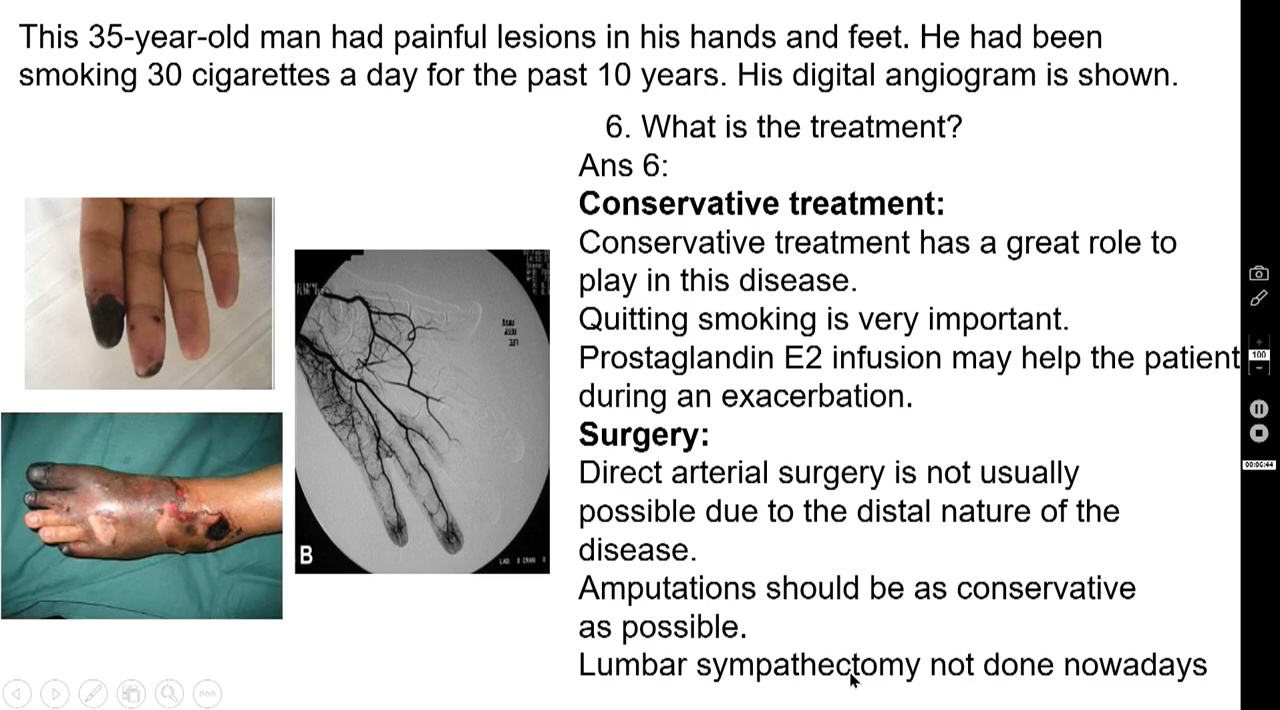 This 35-year-old man had painful lesions in his hands and feet. He had been
smoking 30 cigarettes a day for the past 10 years. His digital angiogram is shown.
6. What is the treatment?
Ans 6:
Conservative treatment:
Conservative treatment has a great role to
play in this disease.
Quitting smoking is very important.
Prostaglandin E2 infusion may help the patient
during an exacerbation.
Surgery:
Direct arterial surgery is not usually
possible due to the distal nature of the
disease.
Amputations should be as conservative
as possible.
Lumbar sympathectomy not done nowadays
B
100
00:06:44